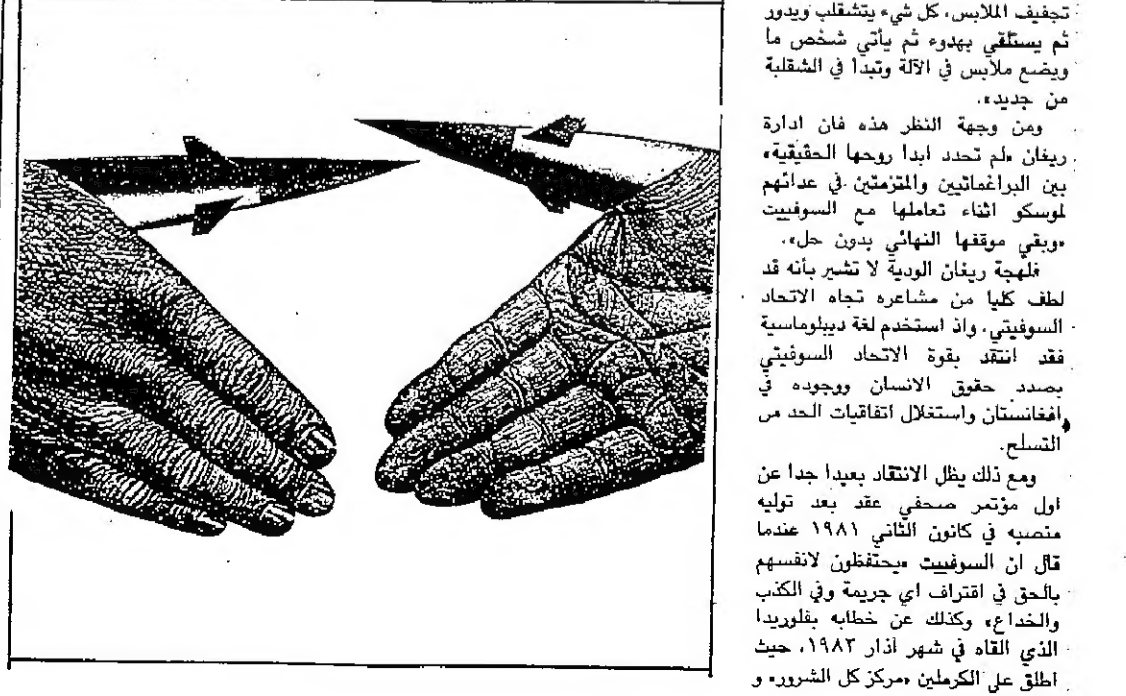 تجفيف الملابس، كل شيء يتشقلب ويدور
ثم يستلقي بهدوء ثم يأتي شخص ما
ويضع ملابس في الآلة وتبدأ في الشقلبة
من جديد».
ومن وجهة النظر هذه فان ادارة
ريغان «لم تحدد ابدا روحها الحقيقية»
بين البراغماتيين والمتزمتين في عدائهم
لموسكو اثناء تعاملها مع السوفييت
«وبقي موقفها النهائي بدون حل».
فلهجة ريغان الودية لا تشير بأنه قد
لطف كليا من مشاعره تجاه الاتحاد
السوفيتي، واذ استخدم لغة ديبلوماسية
فقد انتقد بقوة الاتحاد السوفيتي
بصدد حقوق الانسان ووجوده في
افغانستان واستغلال اتفاقيات الحد من
التسلح.
ومع ذلك يظل الانتقاد بعيدا جدا عن
اول مؤتمر صحفي عقد بعد توليه
منصبه في كانون الثاني ١٩٨١ عندما
قال ان السوفييت «يحتفظون لانفسهم
بالحق في اقتراف اي جريمة وفي الكذب
والخداع» وكذلك عن خطابه بفلوريدا
الذي القاه في شهر آذار ١٩٨٣، حيث
اطلق على الكرملين «مركز كل الشرور» و